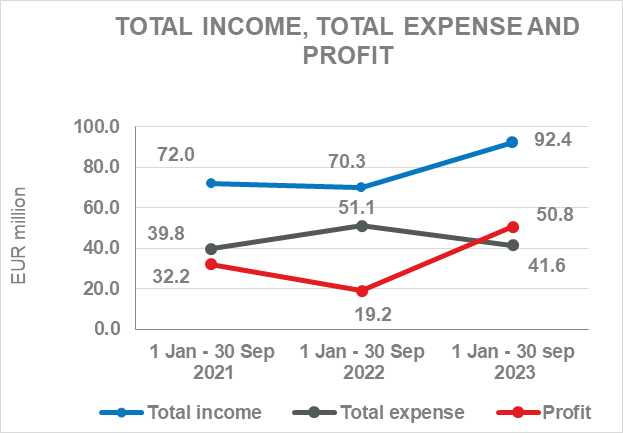 TOTAL INCOME, TOTAL EXPENSE AND
PROFIT
EUR million
100.0
80.0
60.0
40.0
20.0
0.0
72.0
70.3
92.4
39.8
51.1
41.6
32.2
19.2
50.8
1 Jan - 30 Sep
2021
1 Jan - 30 Sep
2022
1 Jan - 30 sep
2023
Total income
Total expense
Profit